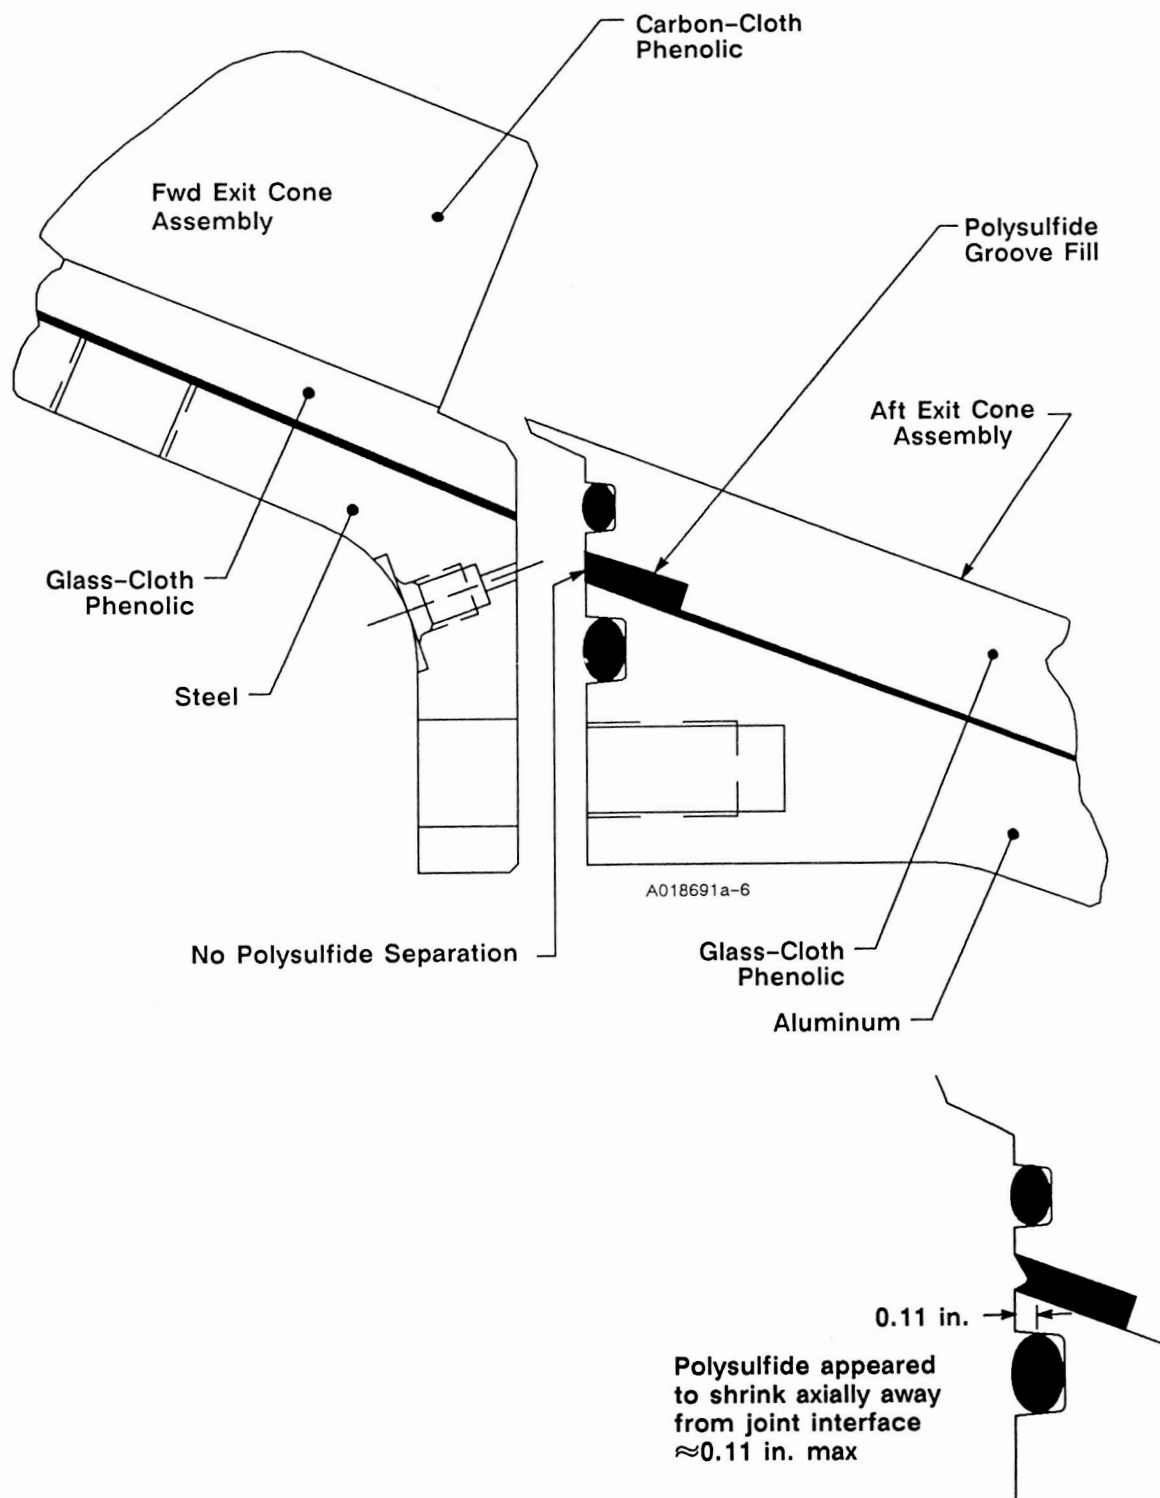 Carbon–Cloth
Phenolic
Fwd Exit Cone
Assembly
Polysulfide
Groove Fill
Aft Exit Cone
Assembly
Glass–Cloth
Phenolic
Steel
A018691a-6
No Polysulfide Separation
Glass–Cloth
Phenolic
Aluminum
0.11 in.
Polysulfide appeared
to shrink axially away
from joint interface
≈0.11 in. max